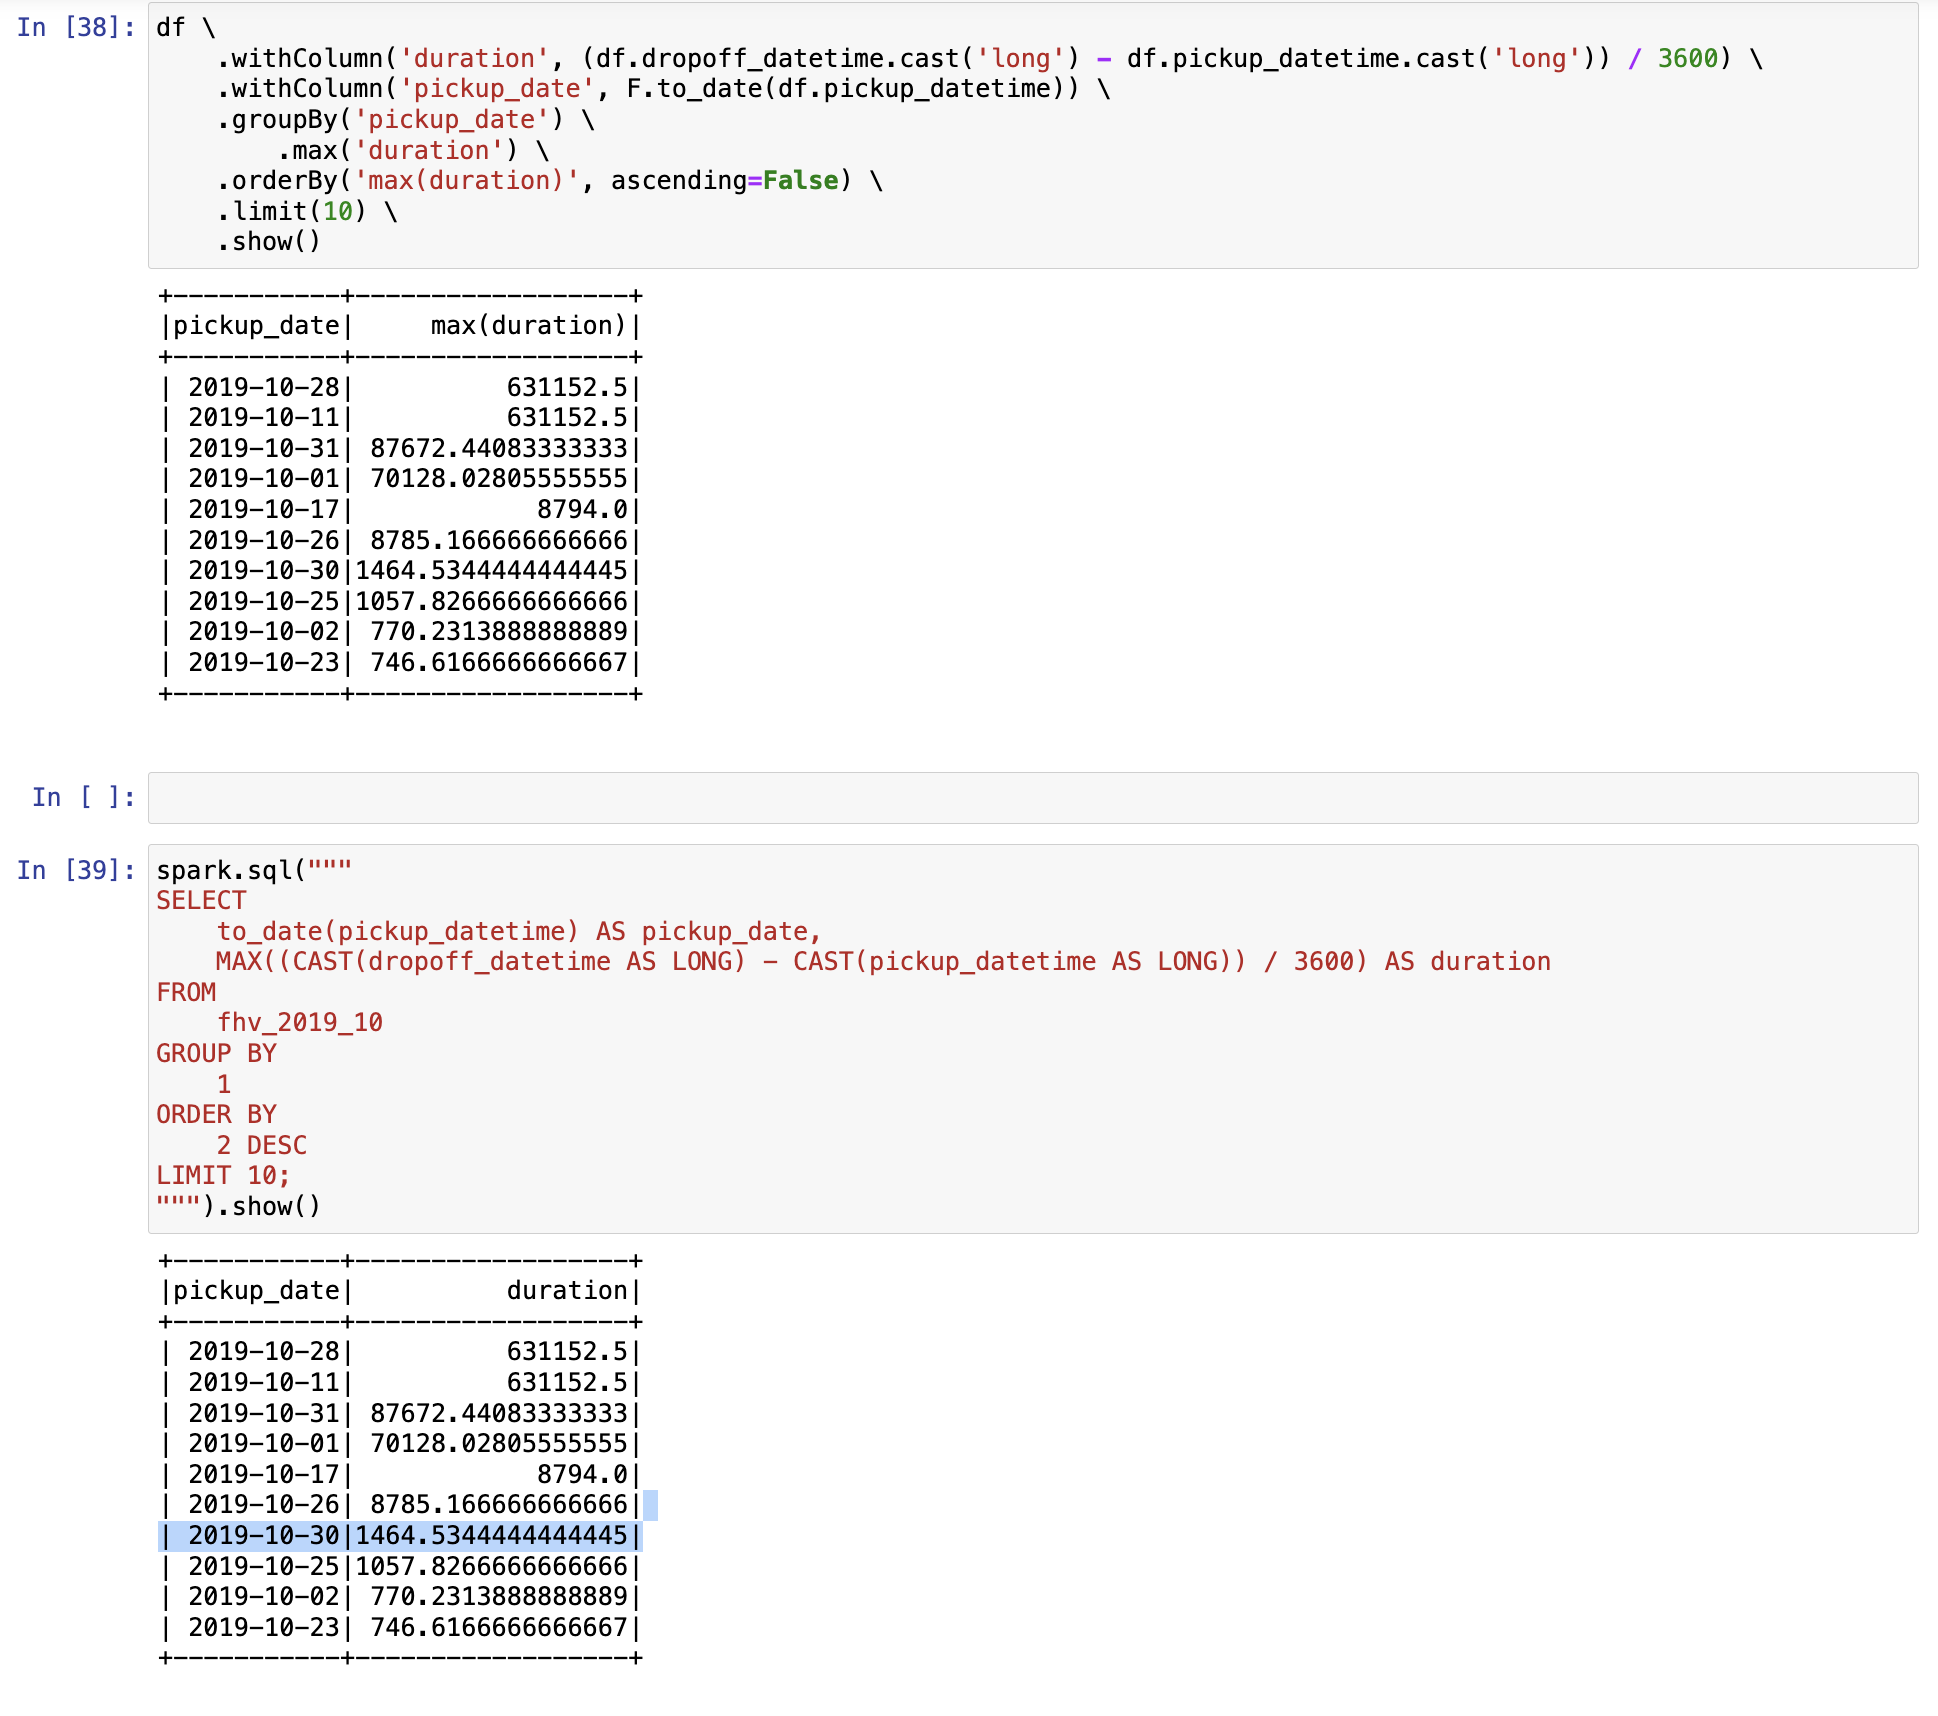 In [38]: df \
    .withColumn('duration', (df.dropoff_datetime.cast('long') - df.pickup_datetime.cast('long')) / 3600) \
    .withColumn('pickup_date', F.to_date(df.pickup_datetime)) \
    .groupBy('pickup_date') \
        .max('duration') \
    .orderBy('max(duration)', ascending=False) \
    .limit(10) \
    .show()
+-----------+------------------+
|pickup_date|     max(duration)|
+-----------+------------------+
| 2019-10-28|          631152.5|
| 2019-10-11|          631152.5|
| 2019-10-31| 87672.44083333333|
| 2019-10-01| 70128.02805555555|
| 2019-10-17|            8794.0|
| 2019-10-26| 8785.166666666666|
| 2019-10-30|1464.5344444444445|
| 2019-10-25|1057.8266666666666|
| 2019-10-02| 770.2313888888889|
| 2019-10-23| 746.6166666666667|
+-----------+------------------+
In [ ]:
In [39]: spark.sql("""
SELECT
    to_date(pickup_datetime) AS pickup_date,
    MAX((CAST(dropoff_datetime AS LONG) - CAST(pickup_datetime AS LONG)) / 3600) AS duration
FROM
    fhv_2019_10
GROUP BY
    1
ORDER BY
    2 DESC
LIMIT 10;
""").show()
+-----------+------------------+
|pickup_date|          duration|
+-----------+------------------+
| 2019-10-28|          631152.5|
| 2019-10-11|          631152.5|
| 2019-10-31| 87672.44083333333|
| 2019-10-01| 70128.02805555555|
| 2019-10-17|            8794.0|
| 2019-10-26| 8785.166666666666|
| 2019-10-30|1464.5344444444445|
| 2019-10-25|1057.8266666666666|
| 2019-10-02| 770.2313888888889|
| 2019-10-23| 746.6166666666667|
+-----------+------------------+